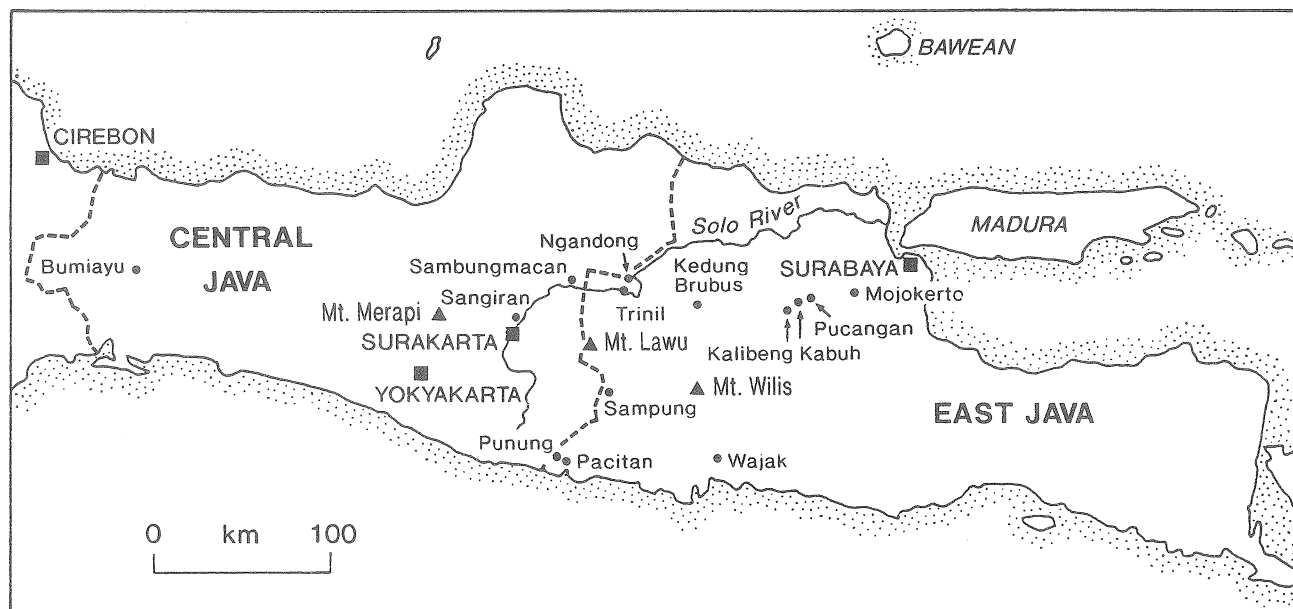 BAWEAN
CIREBON
CENTRAL
JAVA
Bumiayu
Solo River
MADURA
Ngandong
Sambungmacan
Kedung
Brubus
SURABAYA
Mojokerto
Sangiran
Mt. Merapi
Trinil
Pucangan
SURAKARTA
Mt. Lawu
Kalibeng Kabuh
YOKYAKARTA
Sampung
Mt. Wilis
EAST JAVA
Punung
Pacitan
Wajak
0 km 100